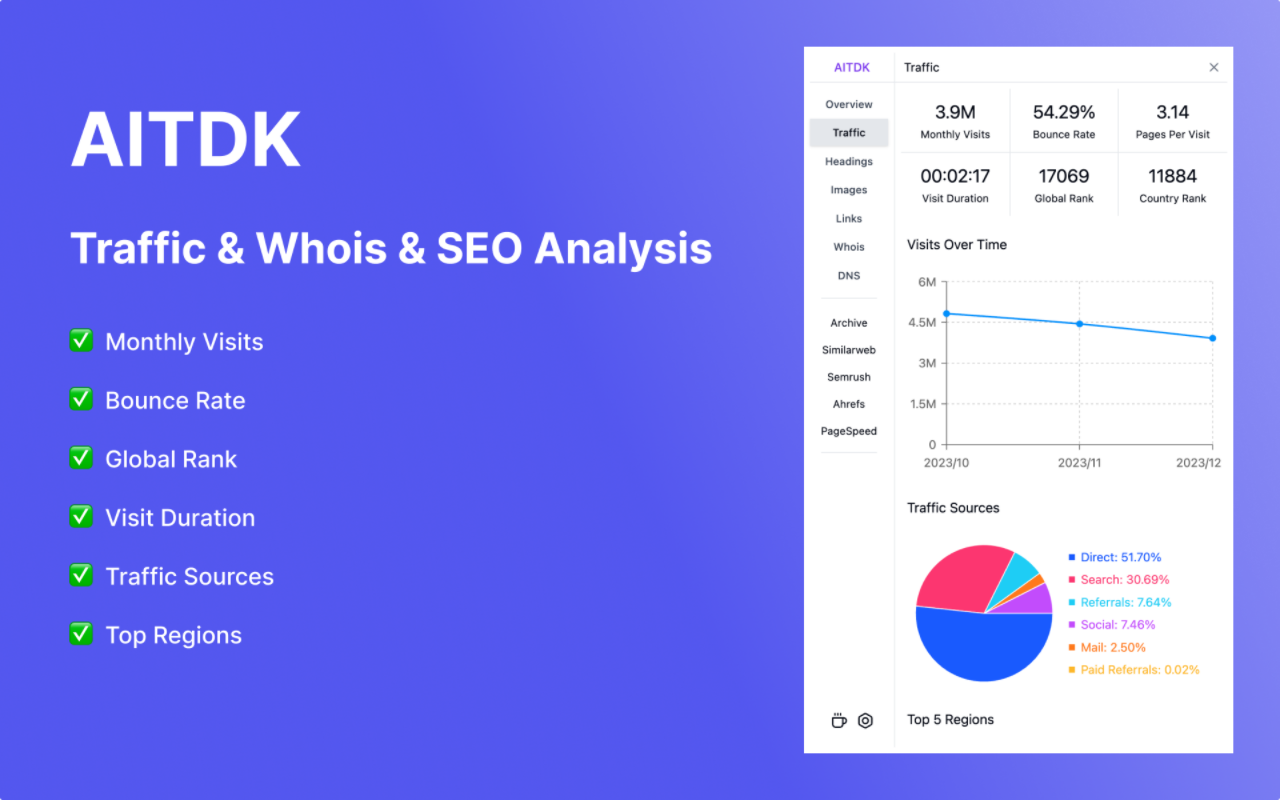 AITDK
Traffic & Whois & SEO Analysis
✅ Monthly Visits
✅ Bounce Rate
✅ Global Rank
✅ Visit Duration
✅ Traffic Sources
✅ Top Regions
AITDK
Overview
Traffic
Headings
Images
Links
Whois
DNS
Archive
Similarweb
Semrush
Ahrefs
PageSpeed
Traffic
3.9M 54.29% 3.14
Monthly Visits Bounce Rate Pages Per Visit
00:02:17 17069 11884
Visit Duration Global Rank Country Rank
Visits Over Time
6M
4.5M
3M
1.5M
0
2023/10 2023/11 2023/12
Traffic Sources
Direct: 51.70%
Search: 30.69%
Referrals: 7.64%
Social: 7.46%
Mail: 2.50%
Paid Referrals: 0.02%
Top 5 Regions